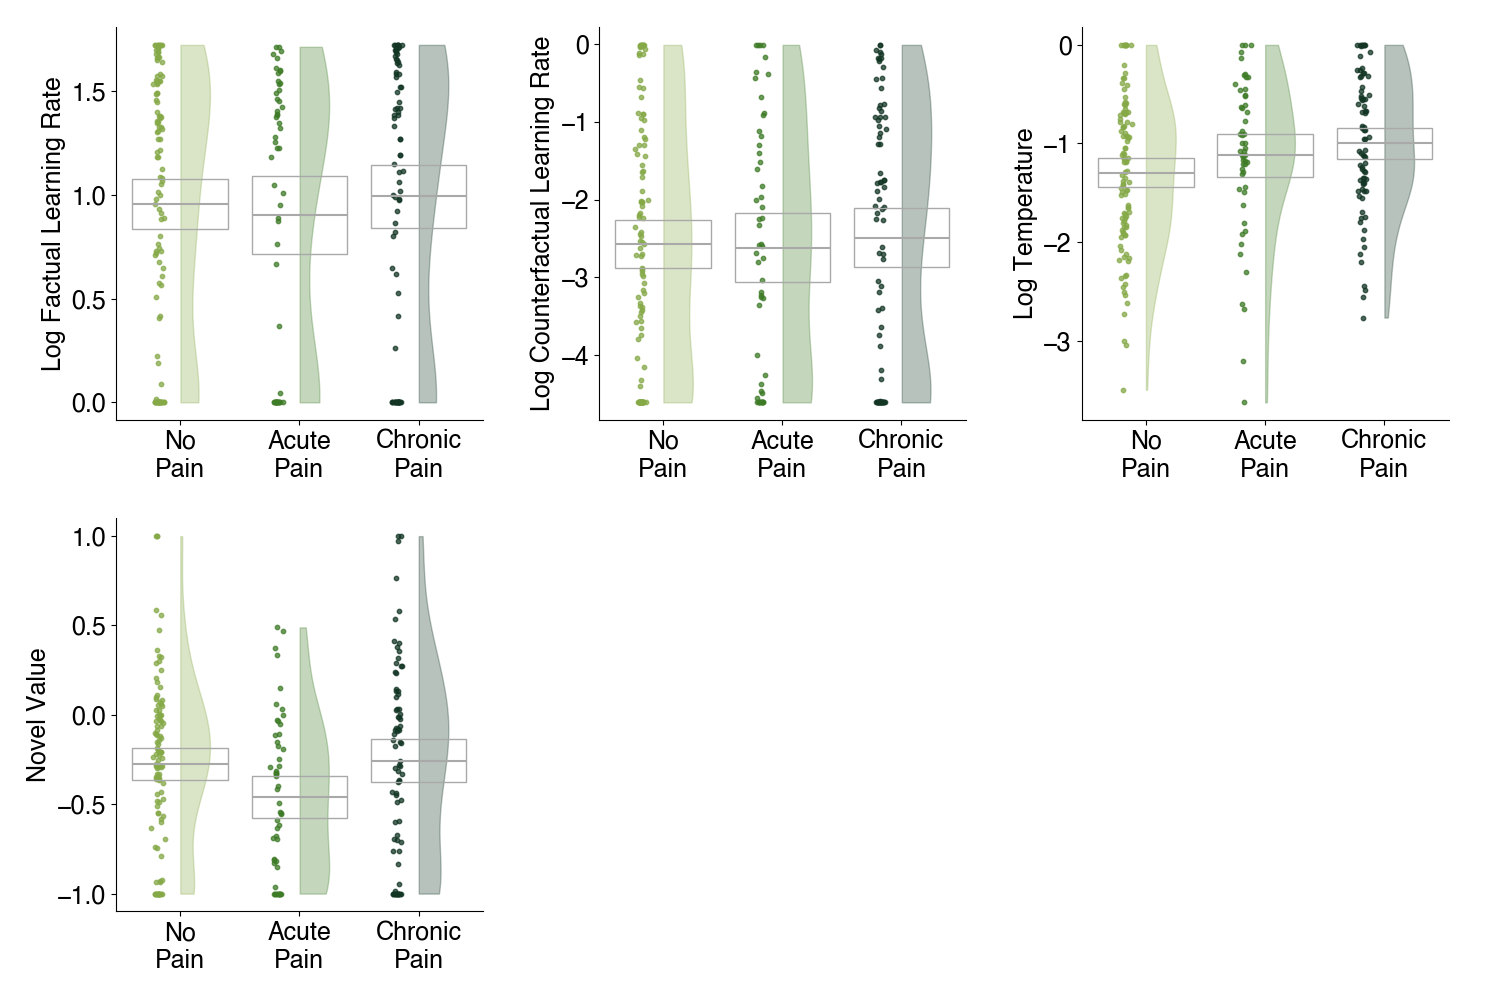 Log Factual Learning Rate
1.5
1.0
0.5
0.0
No
Pain
Acute
Pain
Chronic
Pain
Log Counterfactual Learning Rate
0
−1
−2
−3
−4
No
Pain
Acute
Pain
Chronic
Pain
Log Temperature
0
−1
−2
−3
No
Pain
Acute
Pain
Chronic
Pain
Novel Value
1.0
0.5
0.0
−0.5
−1.0
No
Pain
Acute
Pain
Chronic
Pain